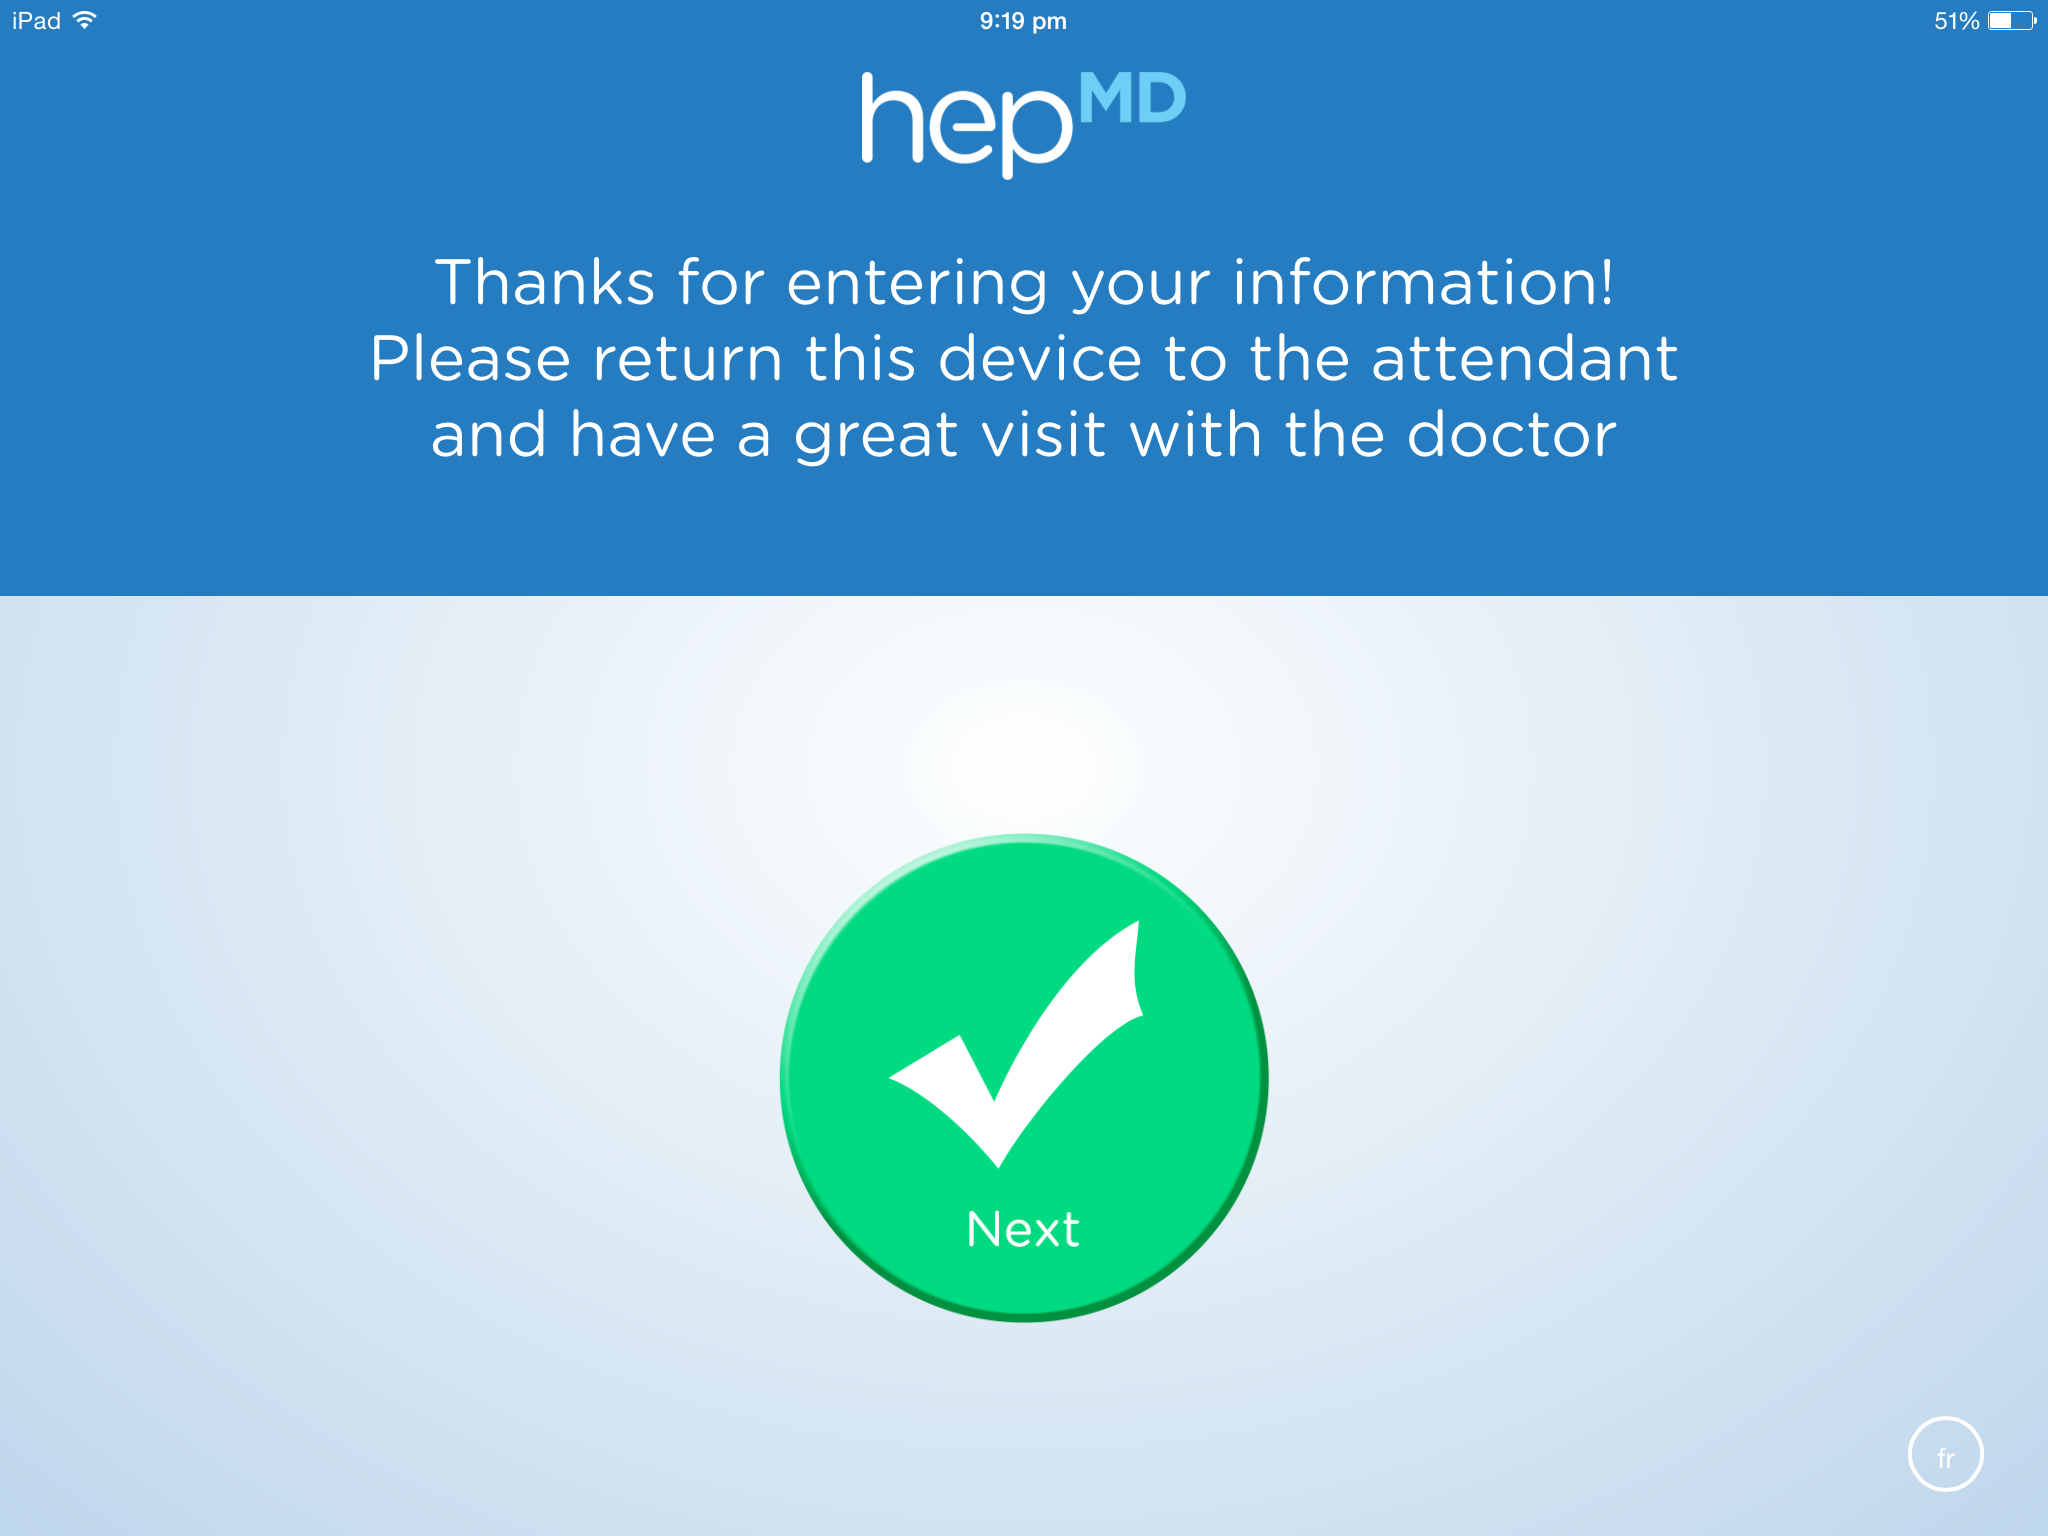 iPad
9:19 pm
51%
hepMD
Thanks for entering your information!
Please return this device to the attendant
and have a great visit with the doctor
Next
fr